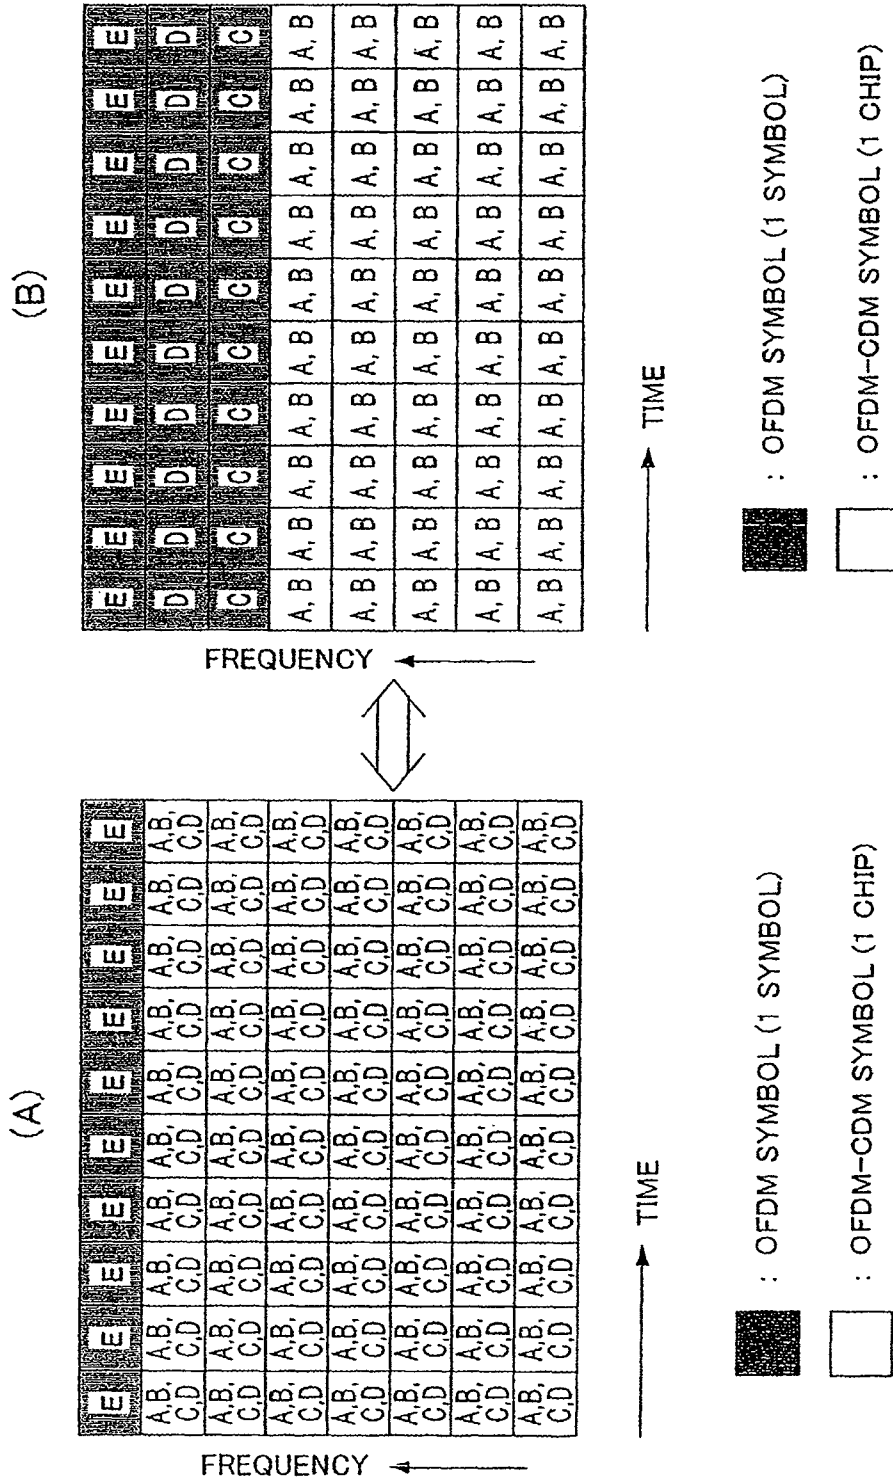 (A)
FREQUENCY
E E E E E E E E E E
A,B, A,B, A,B, A,B, A,B, A,B, A,B, A,B, A,B, A,B,
C,D C,D C,D C,D C,D C,D C,D C,D C,D C,D
A,B, A,B, A,B, A,B, A,B, A,B, A,B, A,B, A,B, A,B,
C,D C,D C,D C,D C,D C,D C,D C,D C,D C,D
A,B, A,B, A,B, A,B, A,B, A,B, A,B, A,B, A,B, A,B,
C,D C,D C,D C,D C,D C,D C,D C,D C,D C,D
A,B, A,B, A,B, A,B, A,B, A,B, A,B, A,B, A,B, A,B,
C,D C,D C,D C,D C,D C,D C,D C,D C,D C,D
A,B, A,B, A,B, A,B, A,B, A,B, A,B, A,B, A,B, A,B,
C,D C,D C,D C,D C,D C,D C,D C,D C,D C,D
A,B, A,B, A,B, A,B, A,B, A,B, A,B, A,B, A,B, A,B,
C,D C,D C,D C,D C,D C,D C,D C,D C,D C,D
A,B, A,B, A,B, A,B, A,B, A,B, A,B, A,B, A,B, A,B,
C,D C,D C,D C,D C,D C,D C,D C,D C,D C,D
TIME
: OFDM SYMBOL (1 SYMBOL)
: OFDM-CDM SYMBOL (1 CHIP)
(B)
FREQUENCY
E E E E E E E E E E
D D D D D D D D D D
C C C C C C C C C C
A, B A, B A, B A, B A, B A, B A, B A, B A, B A, B
A, B A, B A, B A, B A, B A, B A, B A, B A, B A, B
A, B A, B A, B A, B A, B A, B A, B A, B A, B A, B
A, B A, B A, B A, B A, B A, B A, B A, B A, B A, B
A, B A, B A, B A, B A, B A, B A, B A, B A, B A, B
TIME
: OFDM SYMBOL (1 SYMBOL)
: OFDM-CDM SYMBOL (1 CHIP)